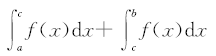 ∫_a^c f(x)dx + ∫_c^b f(x)dx